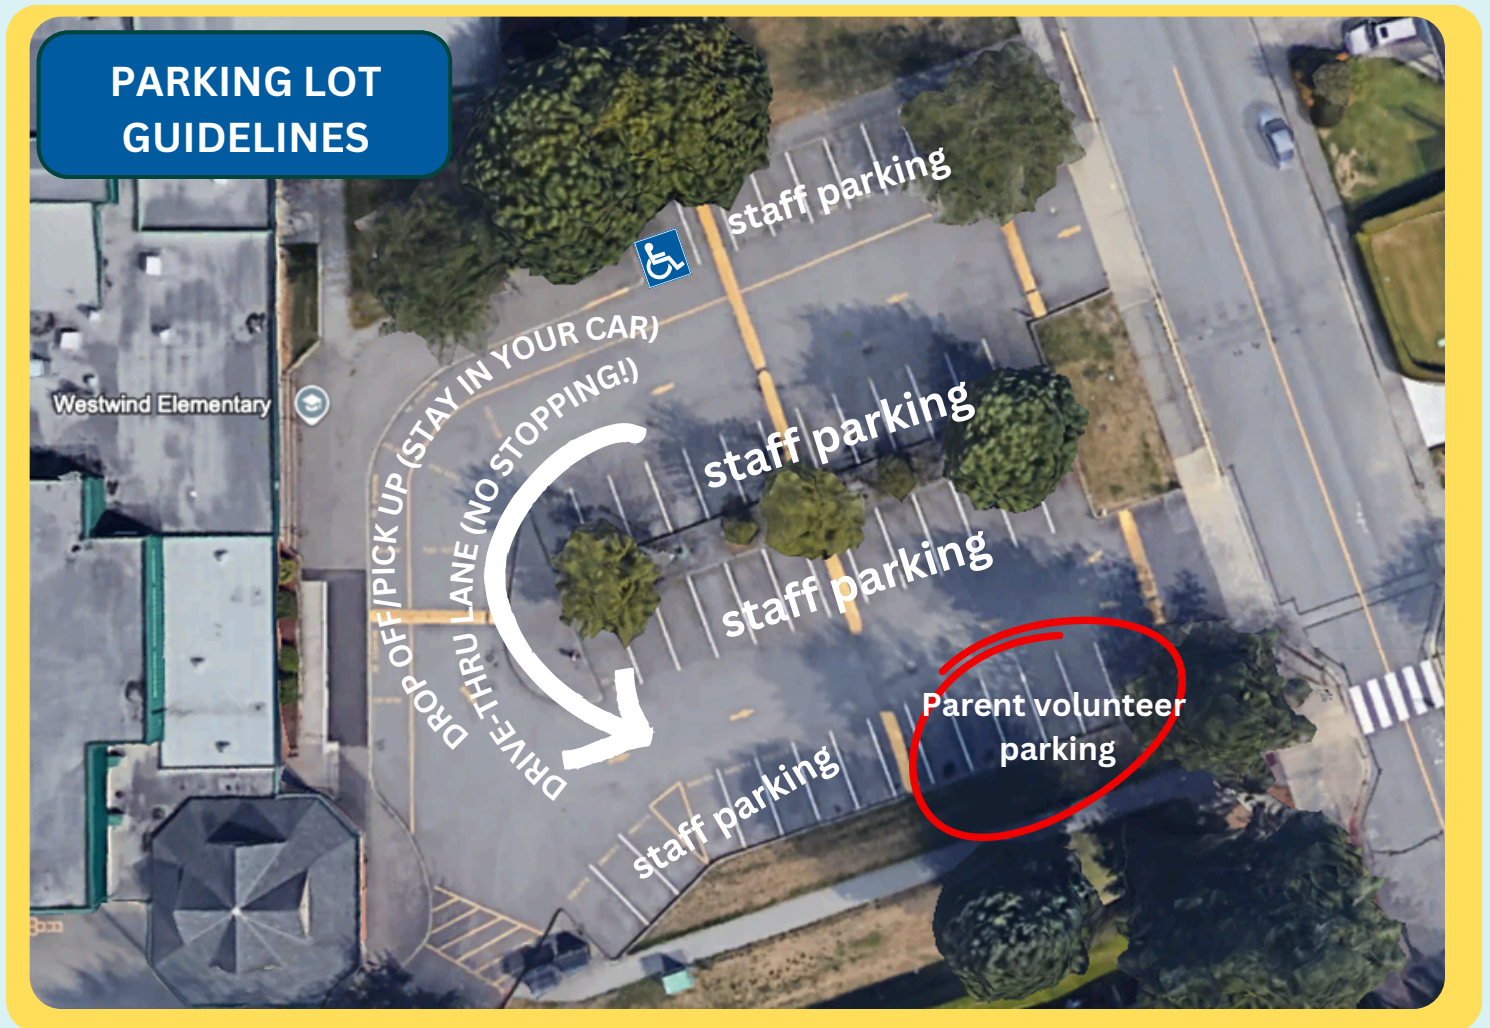 PARKING LOT
GUIDELINES
staff parking
DROP OFF/PICK UP (STAY IN YOUR CAR)
DRIVE-THRU LANE (NO STOPPING!)
Westwind Elementary
staff parking
staff parking
Parent volunteer
parking
staff parking